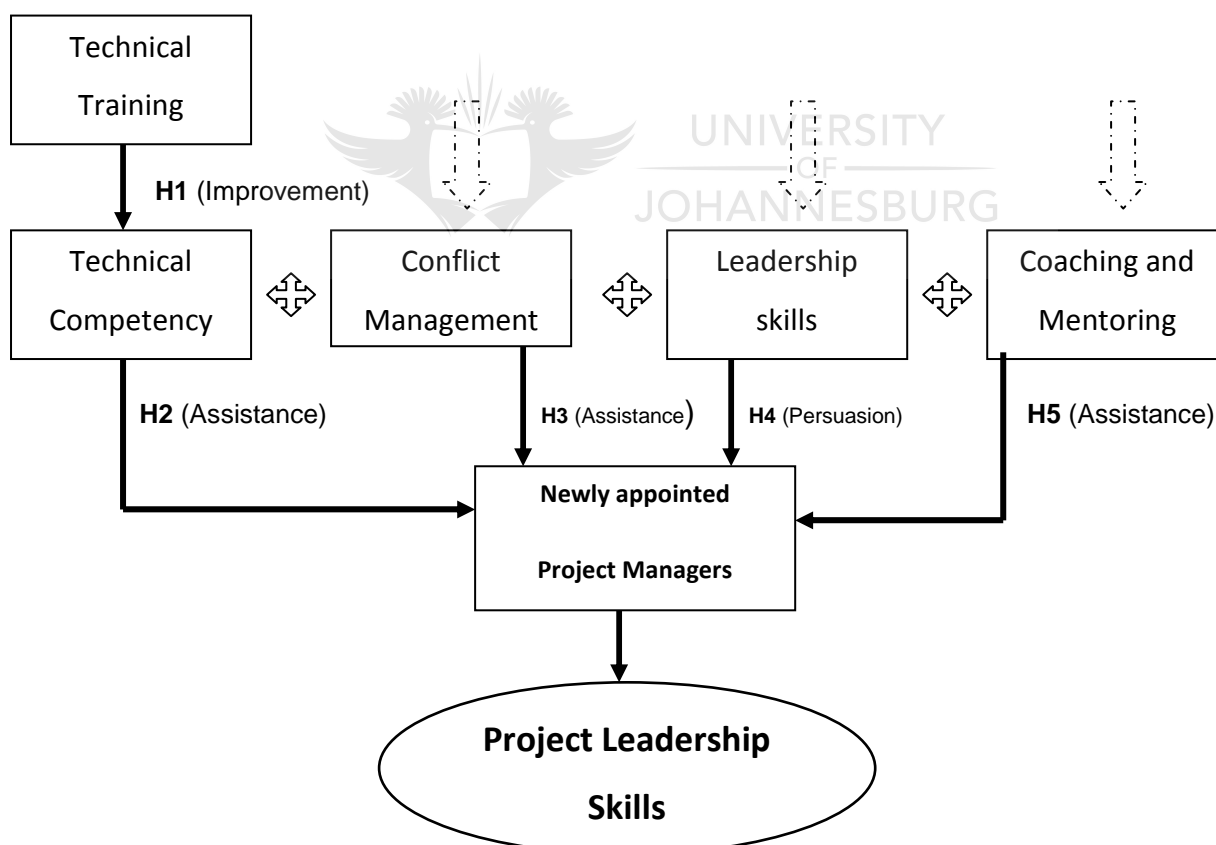 Technical
Training
UNIVERSITY
OF
JOHANNESBURG
H1 (Improvement)
Technical
Competency
Conflict
Management
Leadership
skills
Coaching and
Mentoring
H2 (Assistance)
H3 (Assistance)
H4 (Persuasion)
H5 (Assistance)
Newly appointed
Project Managers
Project Leadership
Skills